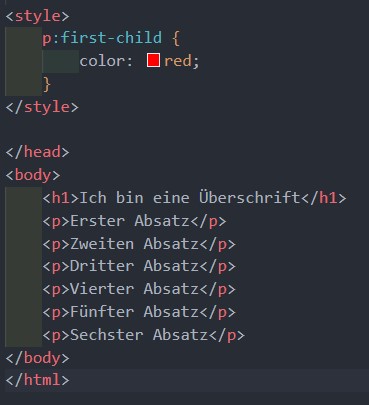 <style>
    p:first-child {
        color: red;
    }
</style>

</head>
<body>
    <h1>Ich bin eine Überschrift</h1>
    <p>Erster Absatz</p>
    <p>Zweiten Absatz</p>
    <p>Dritter Absatz</p>
    <p>Vierter Absatz</p>
    <p>Fünfter Absatz</p>
    <p>Sechster Absatz</p>
</body>
</html>